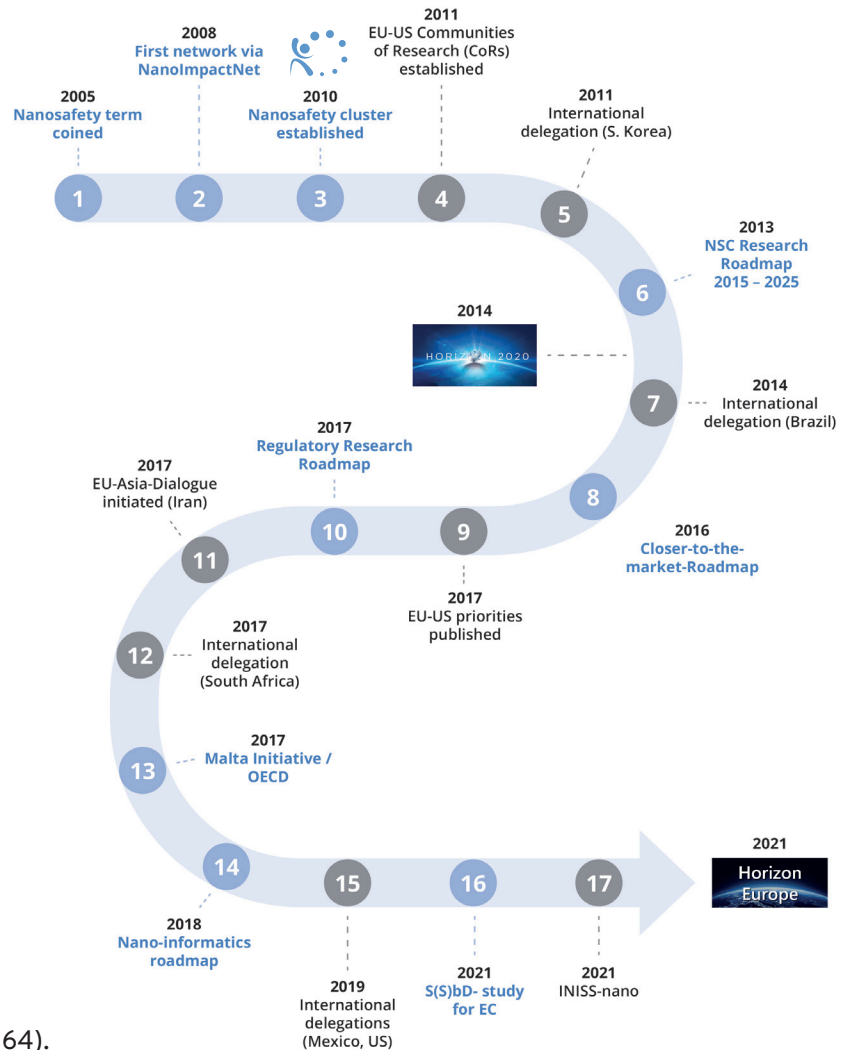 2005
Nanosafety term
coined
2008
First network via
NanoImpactNet
2010
Nanosafety cluster
established
2011
EU-US Communities
of Research (CoRs)
established
2011
International
delegation (S. Korea)
1
2
3
4
5
2013
NSC Research
Roadmap
2015 – 2025
6
2014
HORIZON 2020
2014
International
delegation (Brazil)
7
8
2016
Closer-to-the-
market-Roadmap
9
2017
EU-US priorities
published
2017
Regulatory Research
Roadmap
10
2017
EU-Asia-Dialogue
initiated (Iran)
11
12
2017
International
delegation
(South Africa)
13
2017
Malta Initiative /
OECD
14
2018
Nano-informatics
roadmap
15
2019
International
delegations
(Mexico, US)
16
2021
S(S)bD- study
for EC
17
2021
INISS-nano
2021
Horizon
Europe
64).